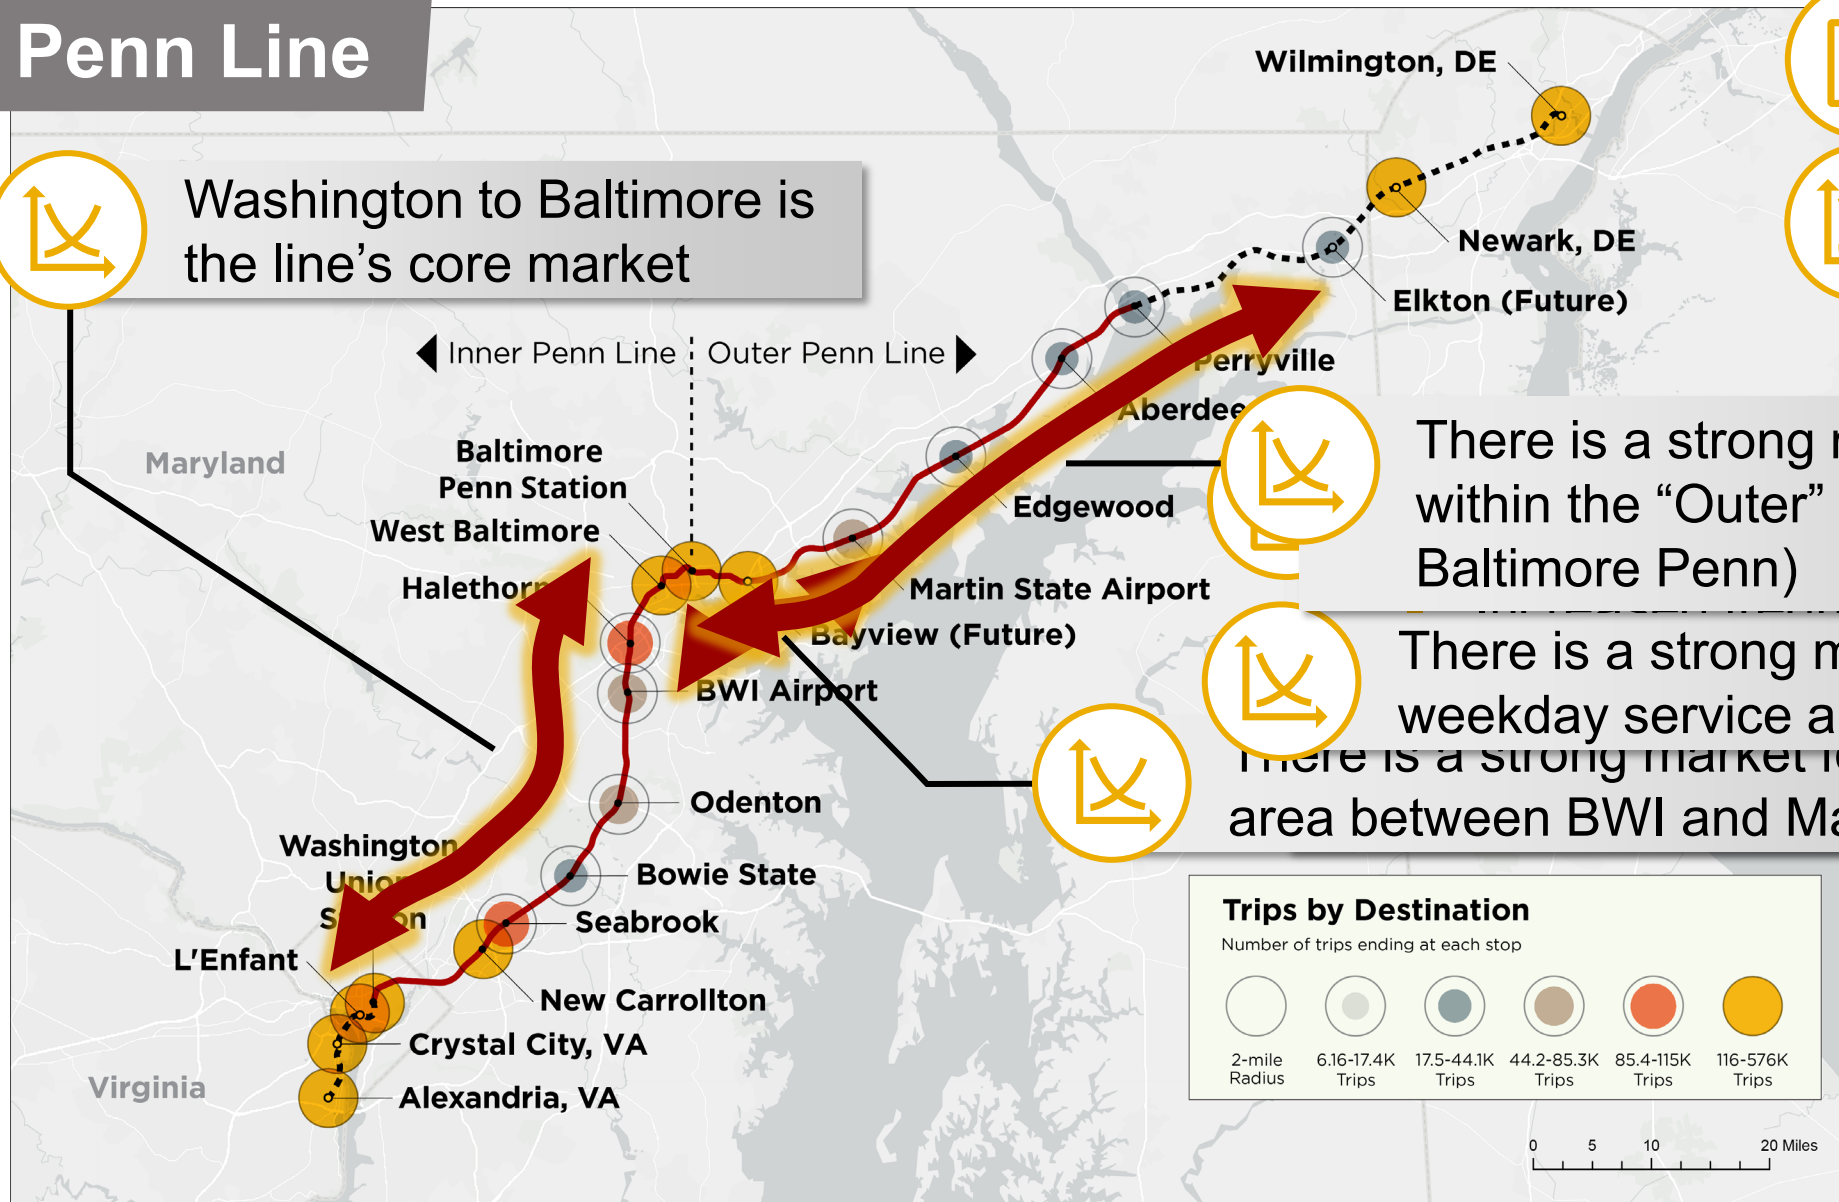 Penn Line
Wilmington, DE
Washington to Baltimore is
the line's core market
Newark, DE
Elkton (Future)
Inner Penn Line
Outer Penn Line
Perryville
Maryland
Baltimore
Penn Station
There is a strong
within the “Outer”
Baltimore Penn)
Edgewood
West Baltimore
Martin State Airport
Bayview (Future)
There is a strong
weekday service
BWI Airport
There is a strong market
area between BWI and
Odenton
Washington
Union
Bowie State
Seabrook
L'Enfant
New Carrollton
Crystal City, VA
Virginia
Alexandria, VA
Trips by Destination
Number of trips ending at each stop
2-mile
Radius
6.16-17.4K
Trips
17.5-44.1K
Trips
44.2-85.3K
Trips
85.4-115K
Trips
116-576K
Trips
0 5 10 20 Miles